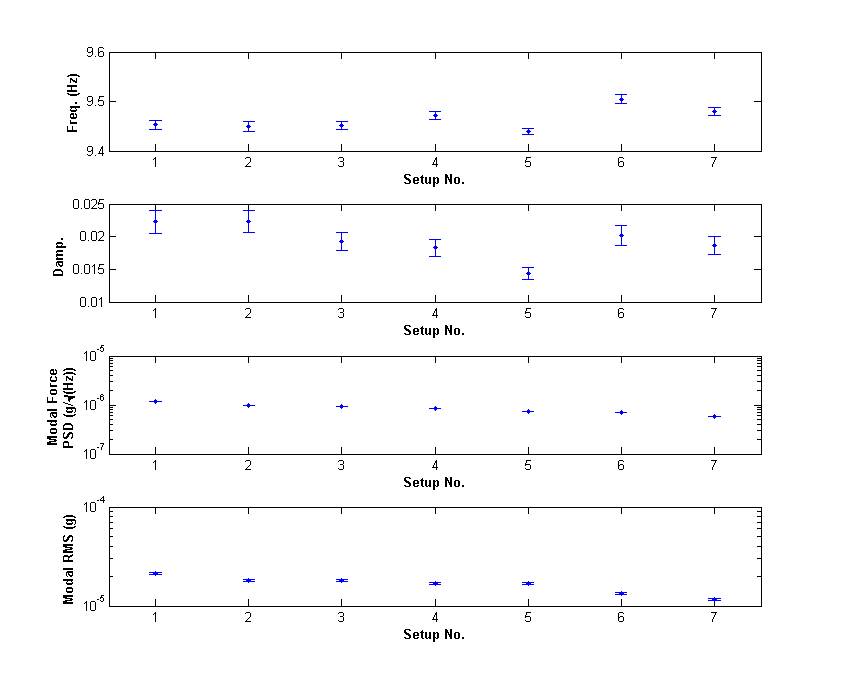 Freq. (Hz)
9.6
9.5
9.4
1 2 3 4 5 6 7
Setup No.
Damp.
0.025
0.02
0.015
0.01
1 2 3 4 5 6 7
Setup No.
Modal Force
PSD (g/√(Hz))
10^-5
10^-6
10^-7
1 2 3 4 5 6 7
Setup No.
Modal RMS (g)
10^-4
10^-5
1 2 3 4 5 6 7
Setup No.